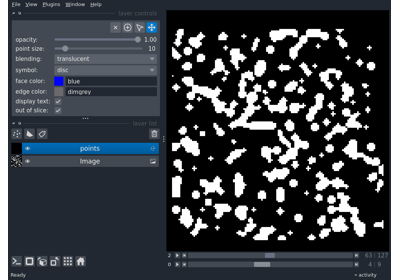 File View Plugins Window Help
layer controls
opacity: 1.00
point size: 10
blending: translucent
symbol: disc
face color: blue
edge color: dimgrey
display text:
out of slice:
layer list
points
Image
2 63 127
0 4 9
activity